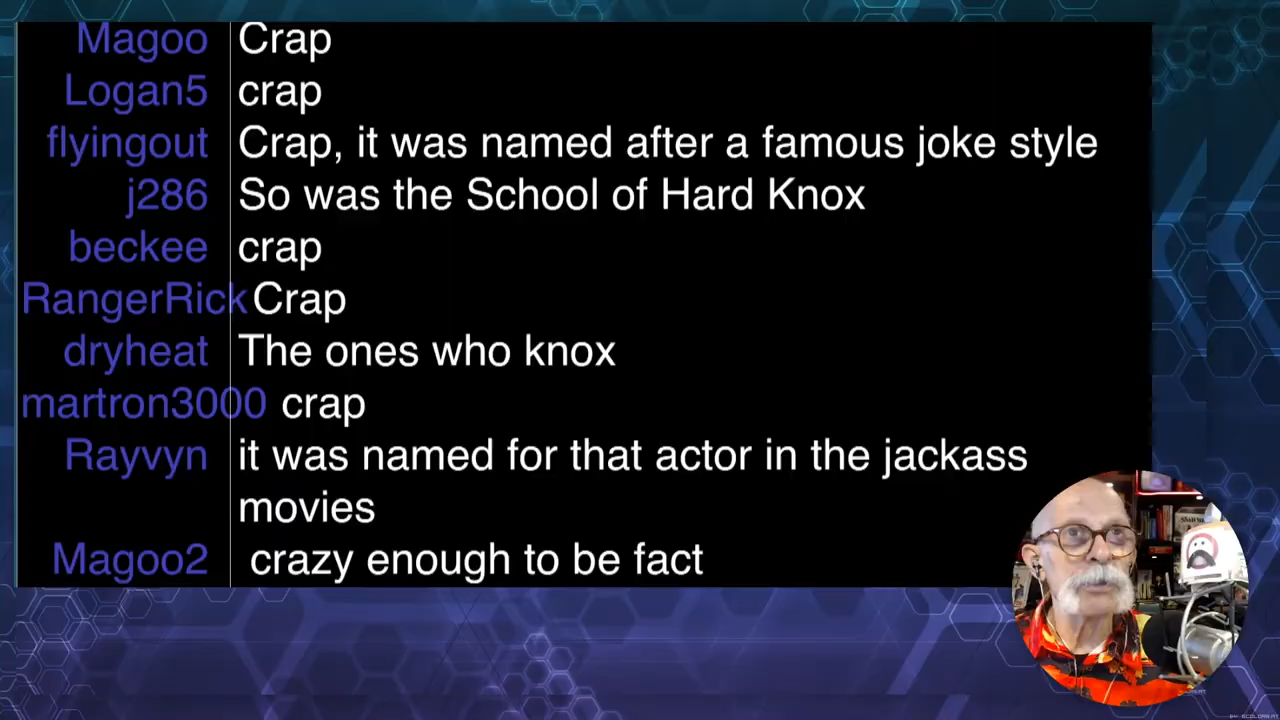 Magoo Crap
Logan5 crap
flyingout Crap, it was named after a famous joke style
j286 So was the School of Hard Knox
beckee crap
RangerRick Crap
dryheat The ones who knox
martron3000 crap
Rayvyn it was named for that actor in the jackass
movies
Magoo2 crazy enough to be fact